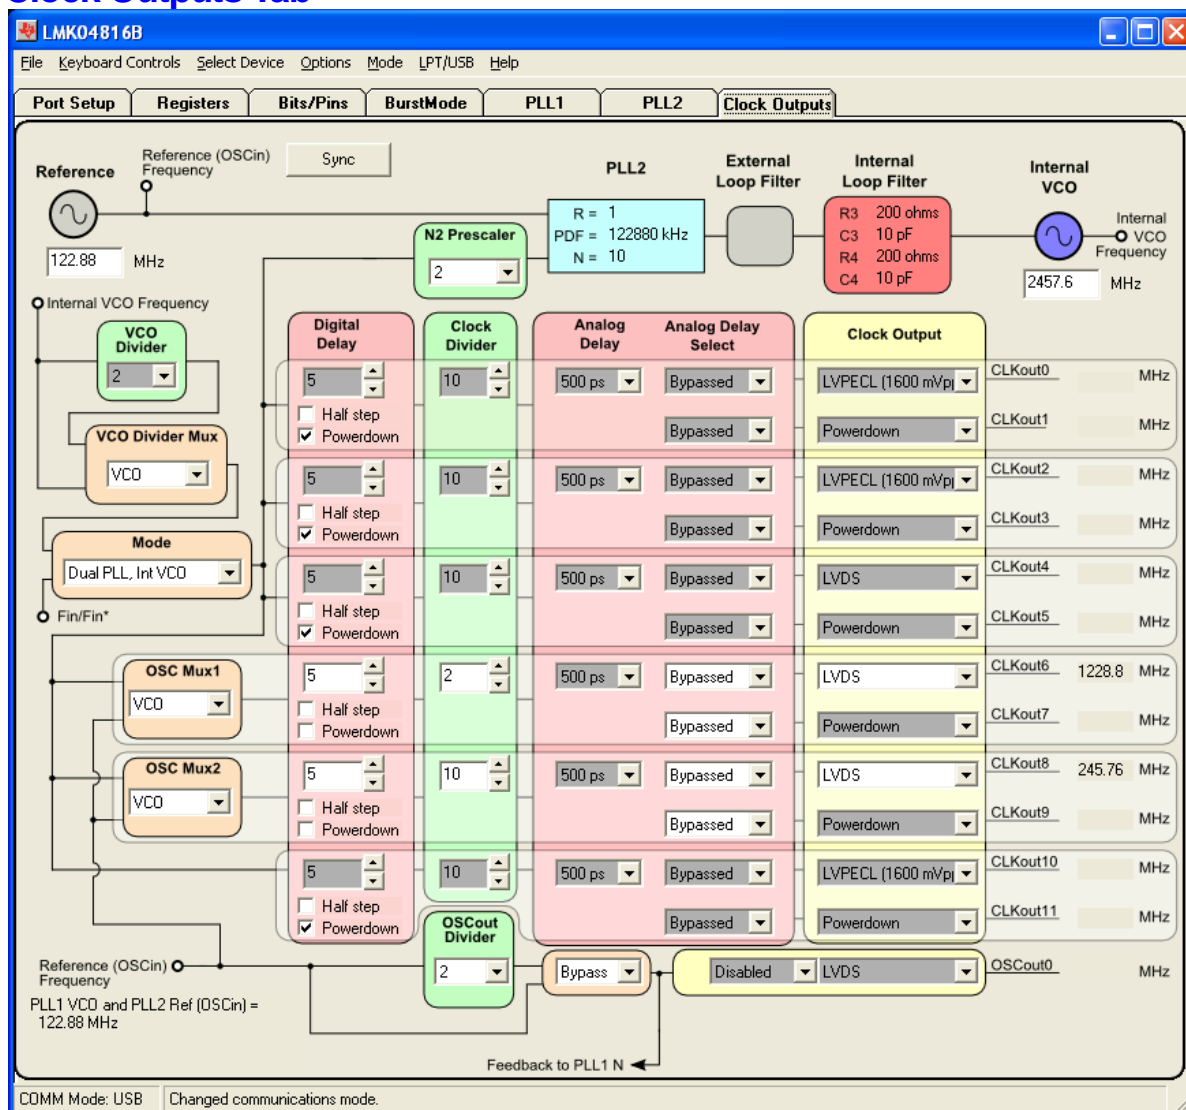 Clock Outputs Tab
LMK04816B
File Keyboard Controls Select Device Options Mode LPT/USB Help
Port Setup Registers Bits/Pins BurstMode PLL1 PLL2 Clock Outputs
Reference
Reference (OSCin)
Frequency
Sync
122.88 MHz
N2 Prescaler
2
PLL2
R = 1
PDF = 122880 kHz
N = 10
External
Loop Filter
Internal
Loop Filter
R3 200 ohms
C3 10 pF
R4 200 ohms
C4 10 pF
Internal
VCO
Internal
VCO
Frequency
2457.6 MHz
Internal VCO Frequency
VCO
Divider
2
VCO Divider Mux
VCO
Mode
Dual PLL, Int VCO
Fin/Fin*
OSC Mux1
VCO
OSC Mux2
VCO
Digital
Delay
Clock
Divider
Analog
Delay
Analog Delay
Select
Clock Output
5 10 500 ps Bypassed LVPECL (1600 mVp CLKout0 MHz
Half step
Powerdown Bypassed Powerdown CLKout1 MHz
5 10 500 ps Bypassed LVPECL (1600 mVp CLKout2 MHz
Half step
Powerdown Bypassed Powerdown CLKout3 MHz
5 10 500 ps Bypassed LVDS CLKout4 MHz
Half step
Powerdown Bypassed Powerdown CLKout5 MHz
5 2 500 ps Bypassed LVDS CLKout6 1228.8 MHz
Half step
Powerdown Bypassed Powerdown CLKout7 MHz
5 10 500 ps Bypassed LVDS CLKout8 245.76 MHz
Half step
Powerdown Bypassed Powerdown CLKout9 MHz
5 10 500 ps Bypassed LVPECL (1600 mVp CLKout10 MHz
Half step
Powerdown Bypassed Powerdown CLKout11 MHz
OSCout
Divider
2 Bypass Disabled LVDS OSCout0 MHz
Reference (OSCin)
Frequency
PLL1 VCO and PLL2 Ref (OSCin) =
122.88 MHz
Feedback to PLL1 N
COMM Mode: USB Changed communications mode.